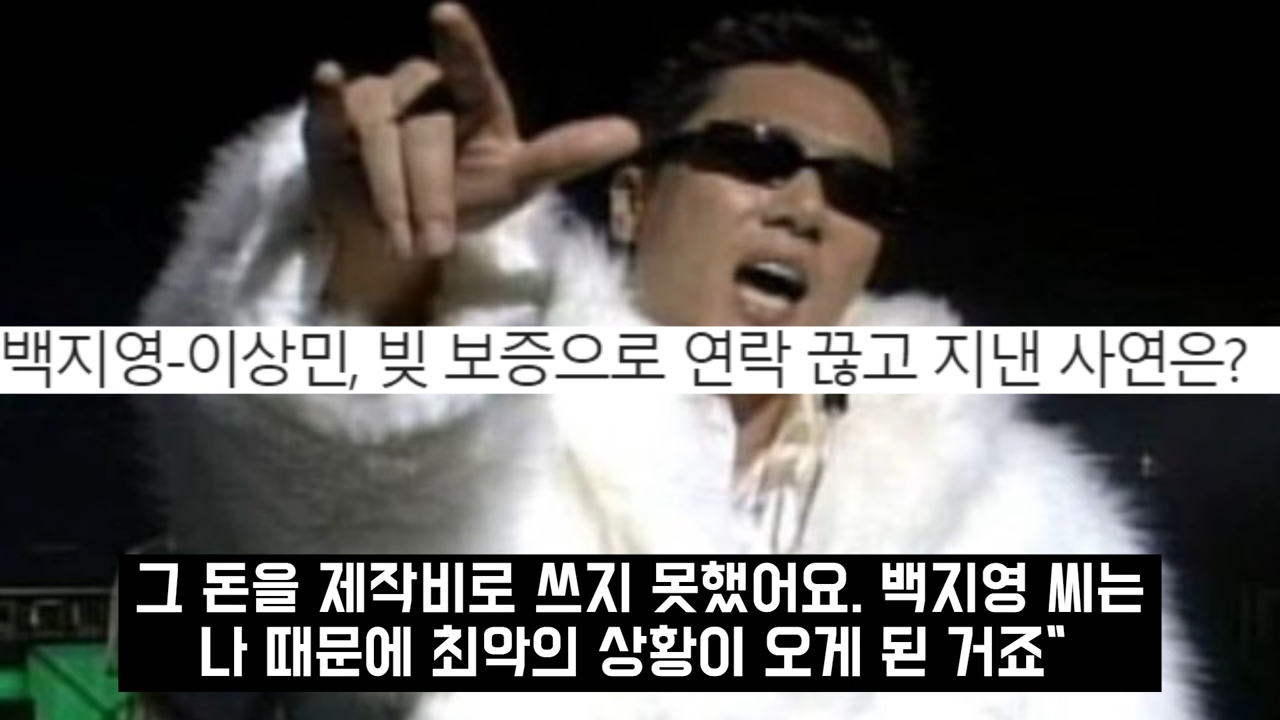 백지영-이상민, 빚 보증으로 연락 끊고 지낸 사연은?
그 돈을 제작비로 쓰지 못했어요. 백지영 씨는
나 때문에 최악의 상황이 오게 된 거죠"